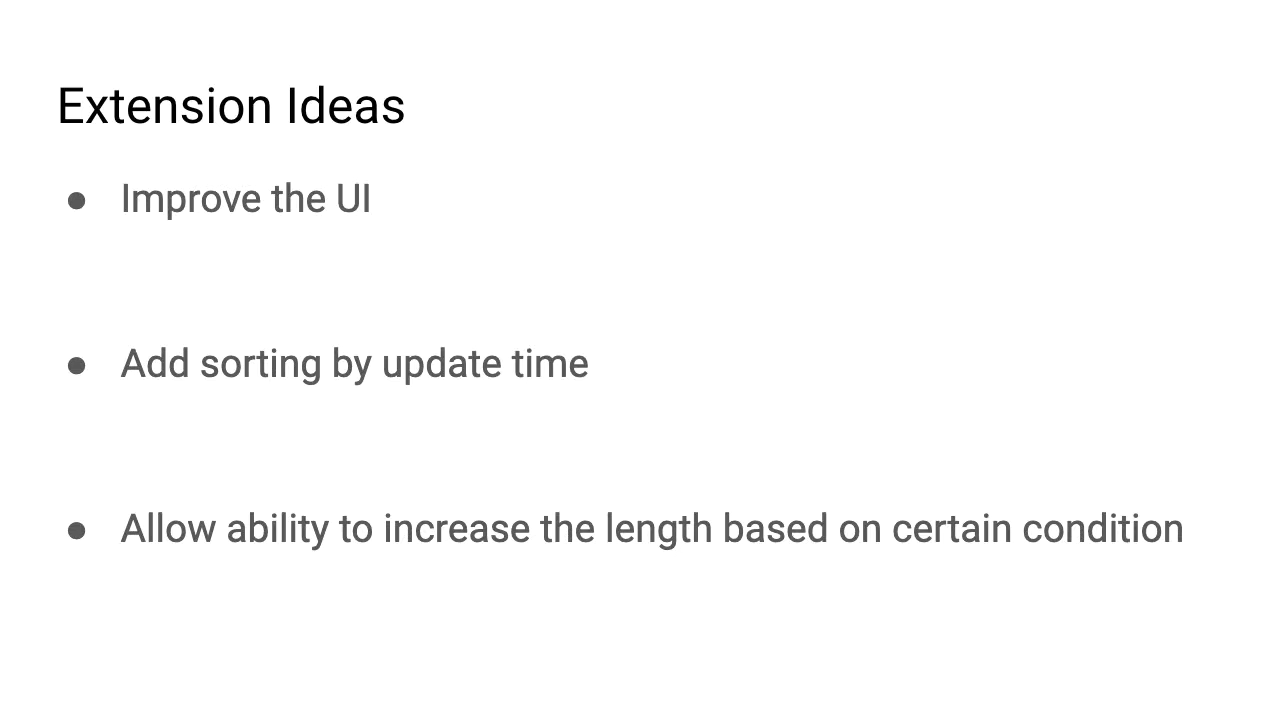 Extension Ideas
● Improve the UI
● Add sorting by update time
● Allow ability to increase the length based on certain condition